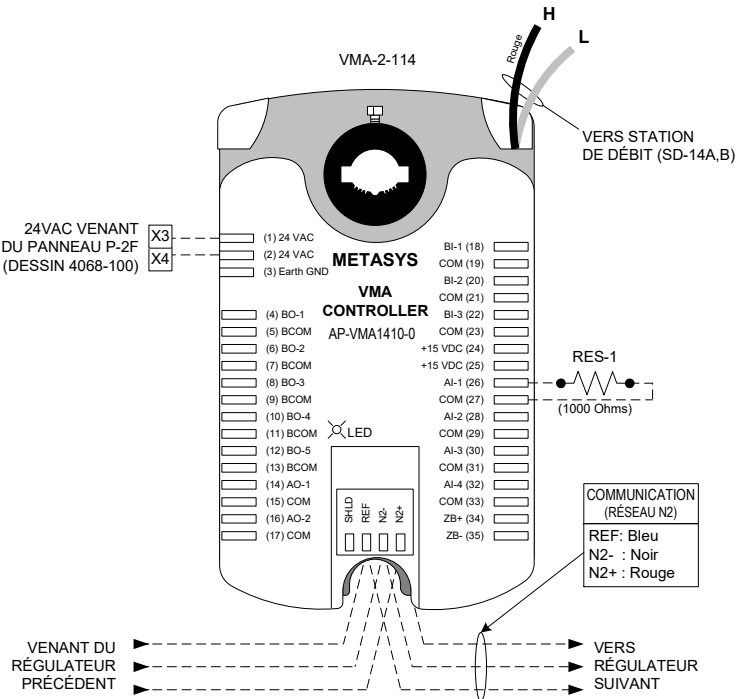 H
L
Rouge
VMA-2-114
VERS STATION
DE DÉBIT (SD-14A,B)
24VAC VENANT
DU PANNEAU P-2F
(DESSIN 4068-100)
X3
X4
(1) 24 VAC
(2) 24 VAC
(3) Earth GND
METASYS
VMA
CONTROLLER
AP-VMA1410-0
(4) BO-1
(5) BCOM
(6) BO-2
(7) BCOM
(8) BO-3
(9) BCOM
(10) BO-4
(11) BCOM
(12) BO-5
(13) BCOM
(14) AO-1
(15) COM
(16) AO-2
(17) COM
LED
BI-1 (18)
COM (19)
BI-2 (20)
COM (21)
BI-3 (22)
COM (23)
+15 VDC (24)
+15 VDC (25)
AI-1 (26)
COM (27)
AI-2 (28)
COM (29)
AI-3 (30)
COM (31)
AI-4 (32)
COM (33)
ZB+ (34)
ZB- (35)
RES-1
(1000 Ohms)
SHLD
REF
N2-
N2+
COMMUNICATION
(RÉSEAU N2)
REF: Bleu
N2- : Noir
N2+ : Rouge
VENANT DU
RÉGULATEUR
PRÉCÉDENT
VERS
RÉGULATEUR
SUIVANT